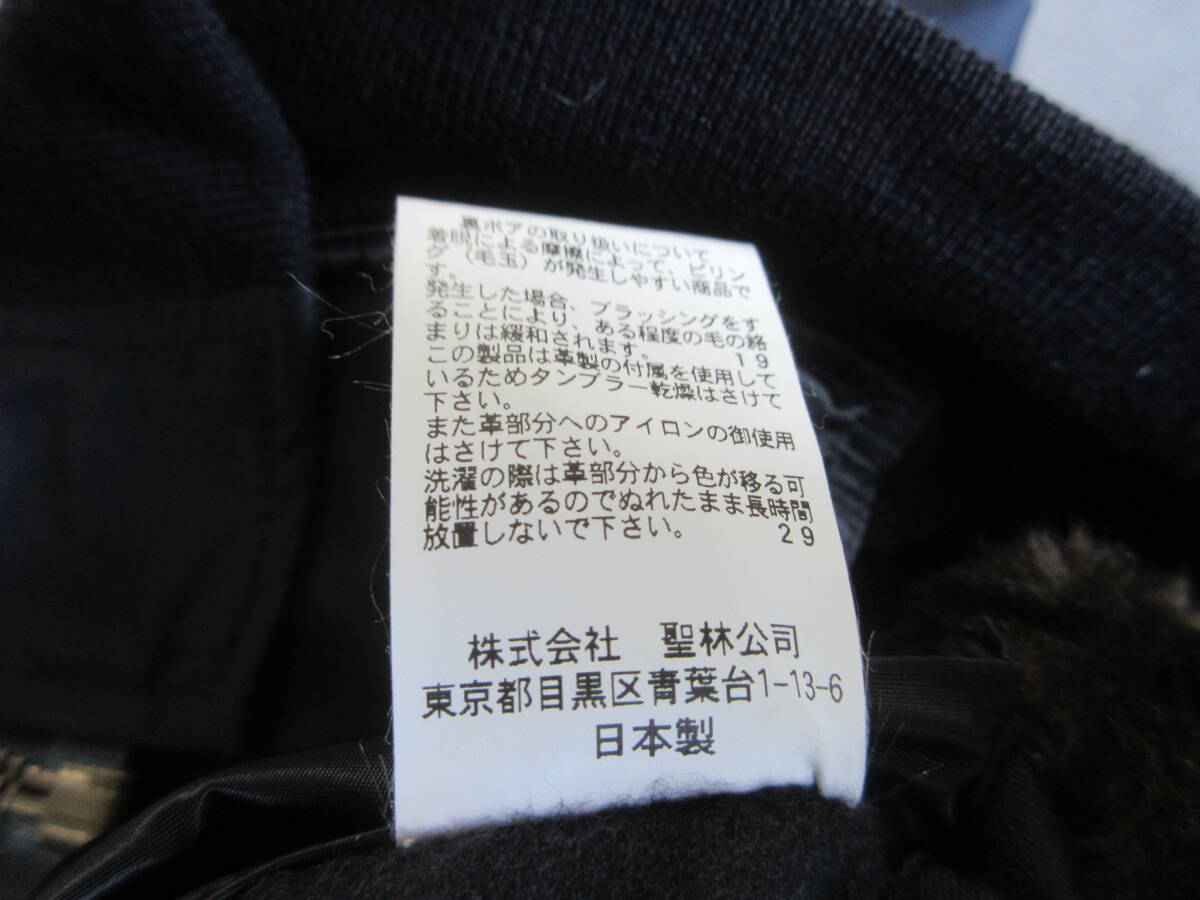 裏ボアの取り扱いについて
着脱による摩擦によって、ピリン
グ（毛玉）が発生しやすい商品で
す。
発生した場合、ブラッシングをす
ることにより、ある程度の毛の絡
まりは緩和されます。 19
この製品は革製の付属を使用して
いるためタンブラー乾燥はさけて
下さい。
また革部分へのアイロンの御使用
はさけて下さい。
洗濯の際は革部分から色が移る可
能性があるのでぬれたまま長時間
放置しないで下さい。 29
株式会社 聖林公司
東京都目黒区青葉台1-13-6
日本製